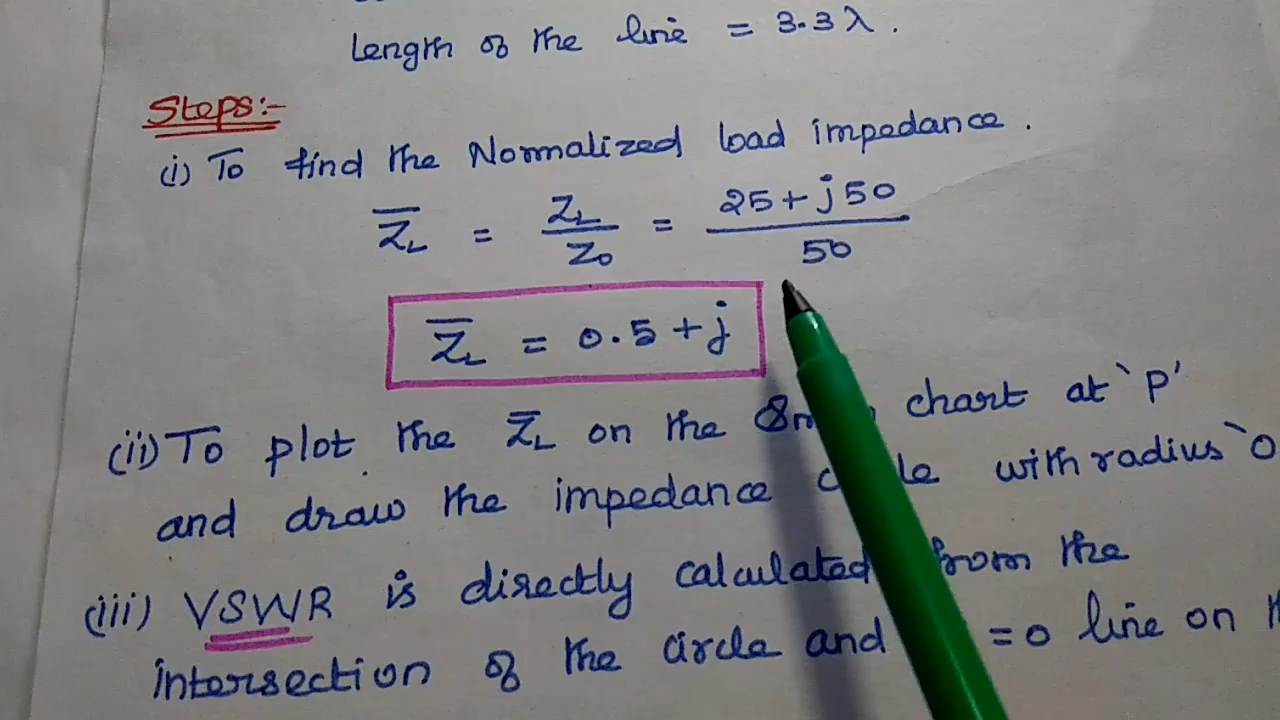 Length of the line = 3.3λ.
Steps:-
(i) To find the Normalized load impedance.
Z̅L = ZL/Z0 = 25+j50/50
Z̅L = 0.5+j
(ii) To plot the Z̅L on the chart at 'P'
and draw the impedance with radius 'O
(iii) VSWR is directly calculated from the
intersection of the circle and =0 line on